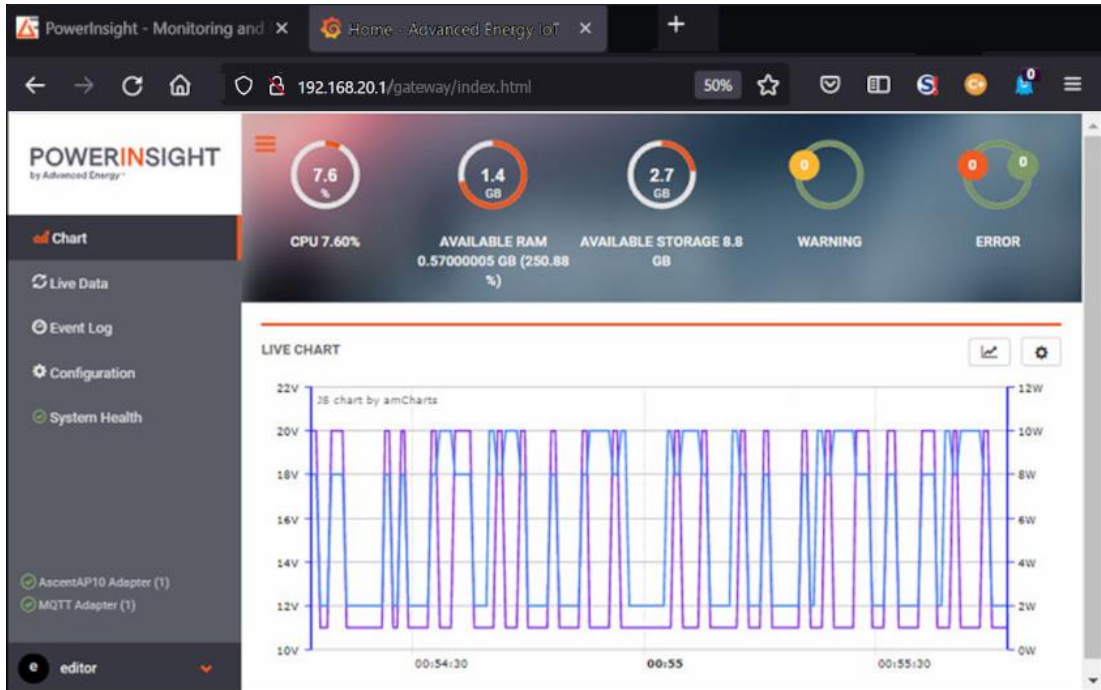 PowerInsight - Monitoring and
Home - Advanced Energy IoT
192.168.20.1/gateway/index.html
50%
0
POWERINSIGHT
by Advanced Energy
7.6
%
1.4
GB
2.7
GB
0
0
0
CPU 7.60%
AVAILABLE RAM
0.57000005 GB (250.88
%)
AVAILABLE STORAGE 8.8
GB
WARNING
ERROR
Chart
Live Data
Event Log
Configuration
System Health
AscentAP10 Adapter (1)
MQTT Adapter (1)
e editor
LIVE CHART
JS chart by amCharts
22V
20V
18V
16V
14V
12V
10V
12W
10W
8W
6W
4W
2W
0W
00:54:30
00:55
00:55:30